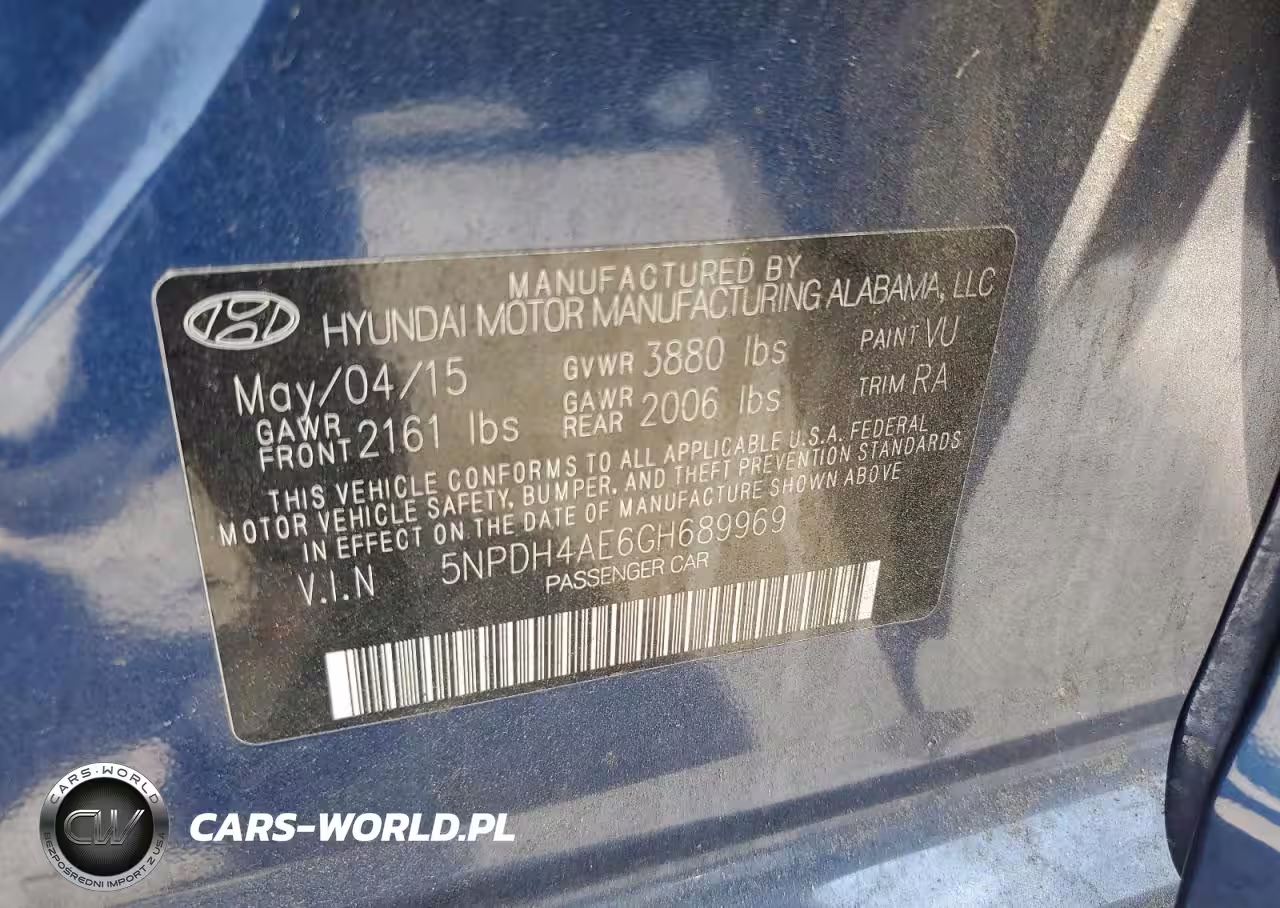 MANUFACTURED BY
HYUNDAI MOTOR MANUFACTURING ALABAMA, LLC
May/04/15 GVWR 3880 lbs PAINT VU
GAWR FRONT 2161 lbs GAWR REAR 2006 lbs TRIM RA
THIS VEHICLE CONFORMS TO ALL APPLICABLE U.S.A. FEDERAL
MOTOR VEHICLE SAFETY, BUMPER, AND THEFT PREVENTION STANDARDS
IN EFFECT ON THE DATE OF MANUFACTURE SHOWN ABOVE
V.I.N 5NPDH4AE6GH689969
PASSENGER CAR
CARS-WORLD
CW
BEZPOŚREDNI IMPORT Z USA
CARS-WORLD.PL